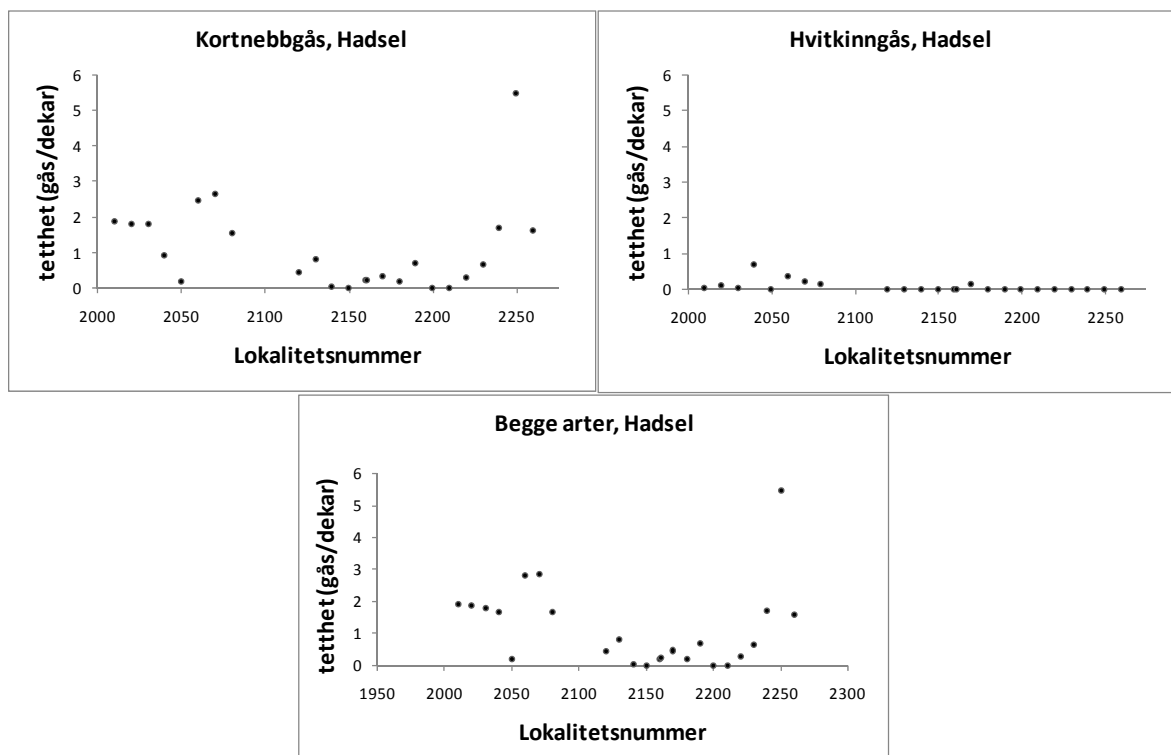 Kortnebbgås, Hadsel
tetthet (gås/dekar)
6
5
4
3
2
1
0
2000 2050 2100 2150 2200 2250
Lokalitetsnummer
Hvitkinngås, Hadsel
tetthet (gås/dekar)
6
5
4
3
2
1
0
2000 2050 2100 2150 2200 2250
Lokalitetsnummer
Begge arter, Hadsel
tetthet (gås/dekar)
6
5
4
3
2
1
0
1950 2000 2050 2100 2150 2200 2250 2300
Lokalitetsnummer